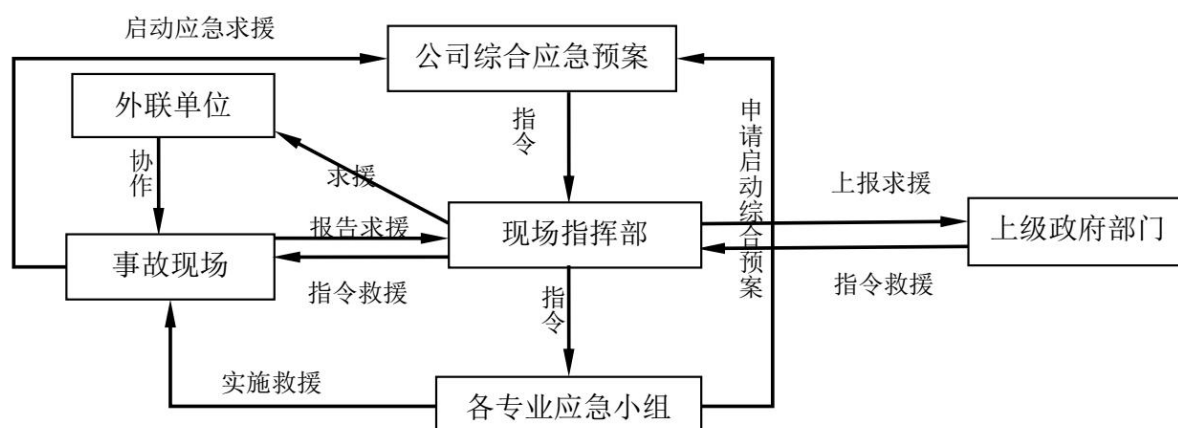 启动应急求援
公司综合应急预案
外联单位
指令
申请启动综合预案
协作
求援
上报求援
报告求援
现场指挥部
上级政府部门
事故现场
指令救援
指令救援
指令
实施救援
各专业应急小组